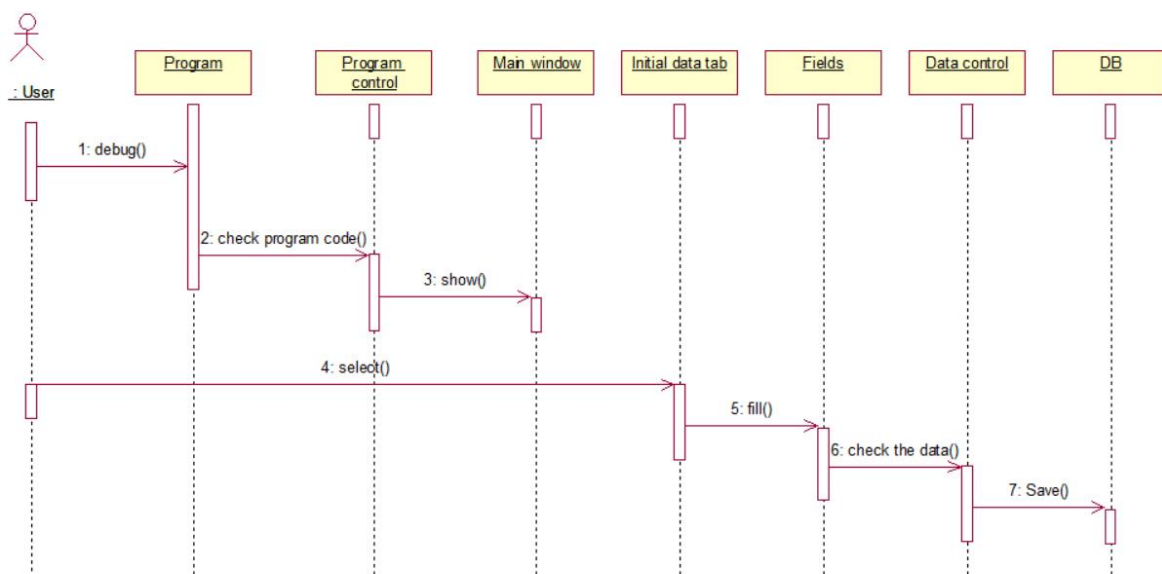 : User
Program
Program
control
Main window
Initial data tab
Fields
Data control
DB
1: debug()
2: check program code()
3: show()
4: select()
5: fill()
6: check the data()
7: Save()